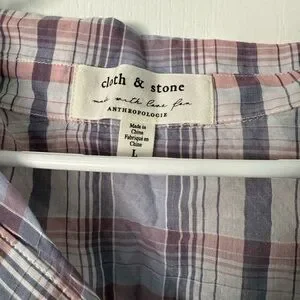 cloth & stone
made with love for
ANTHROPOLOGIE
Made in
China
Fabriqué en
Chine
L